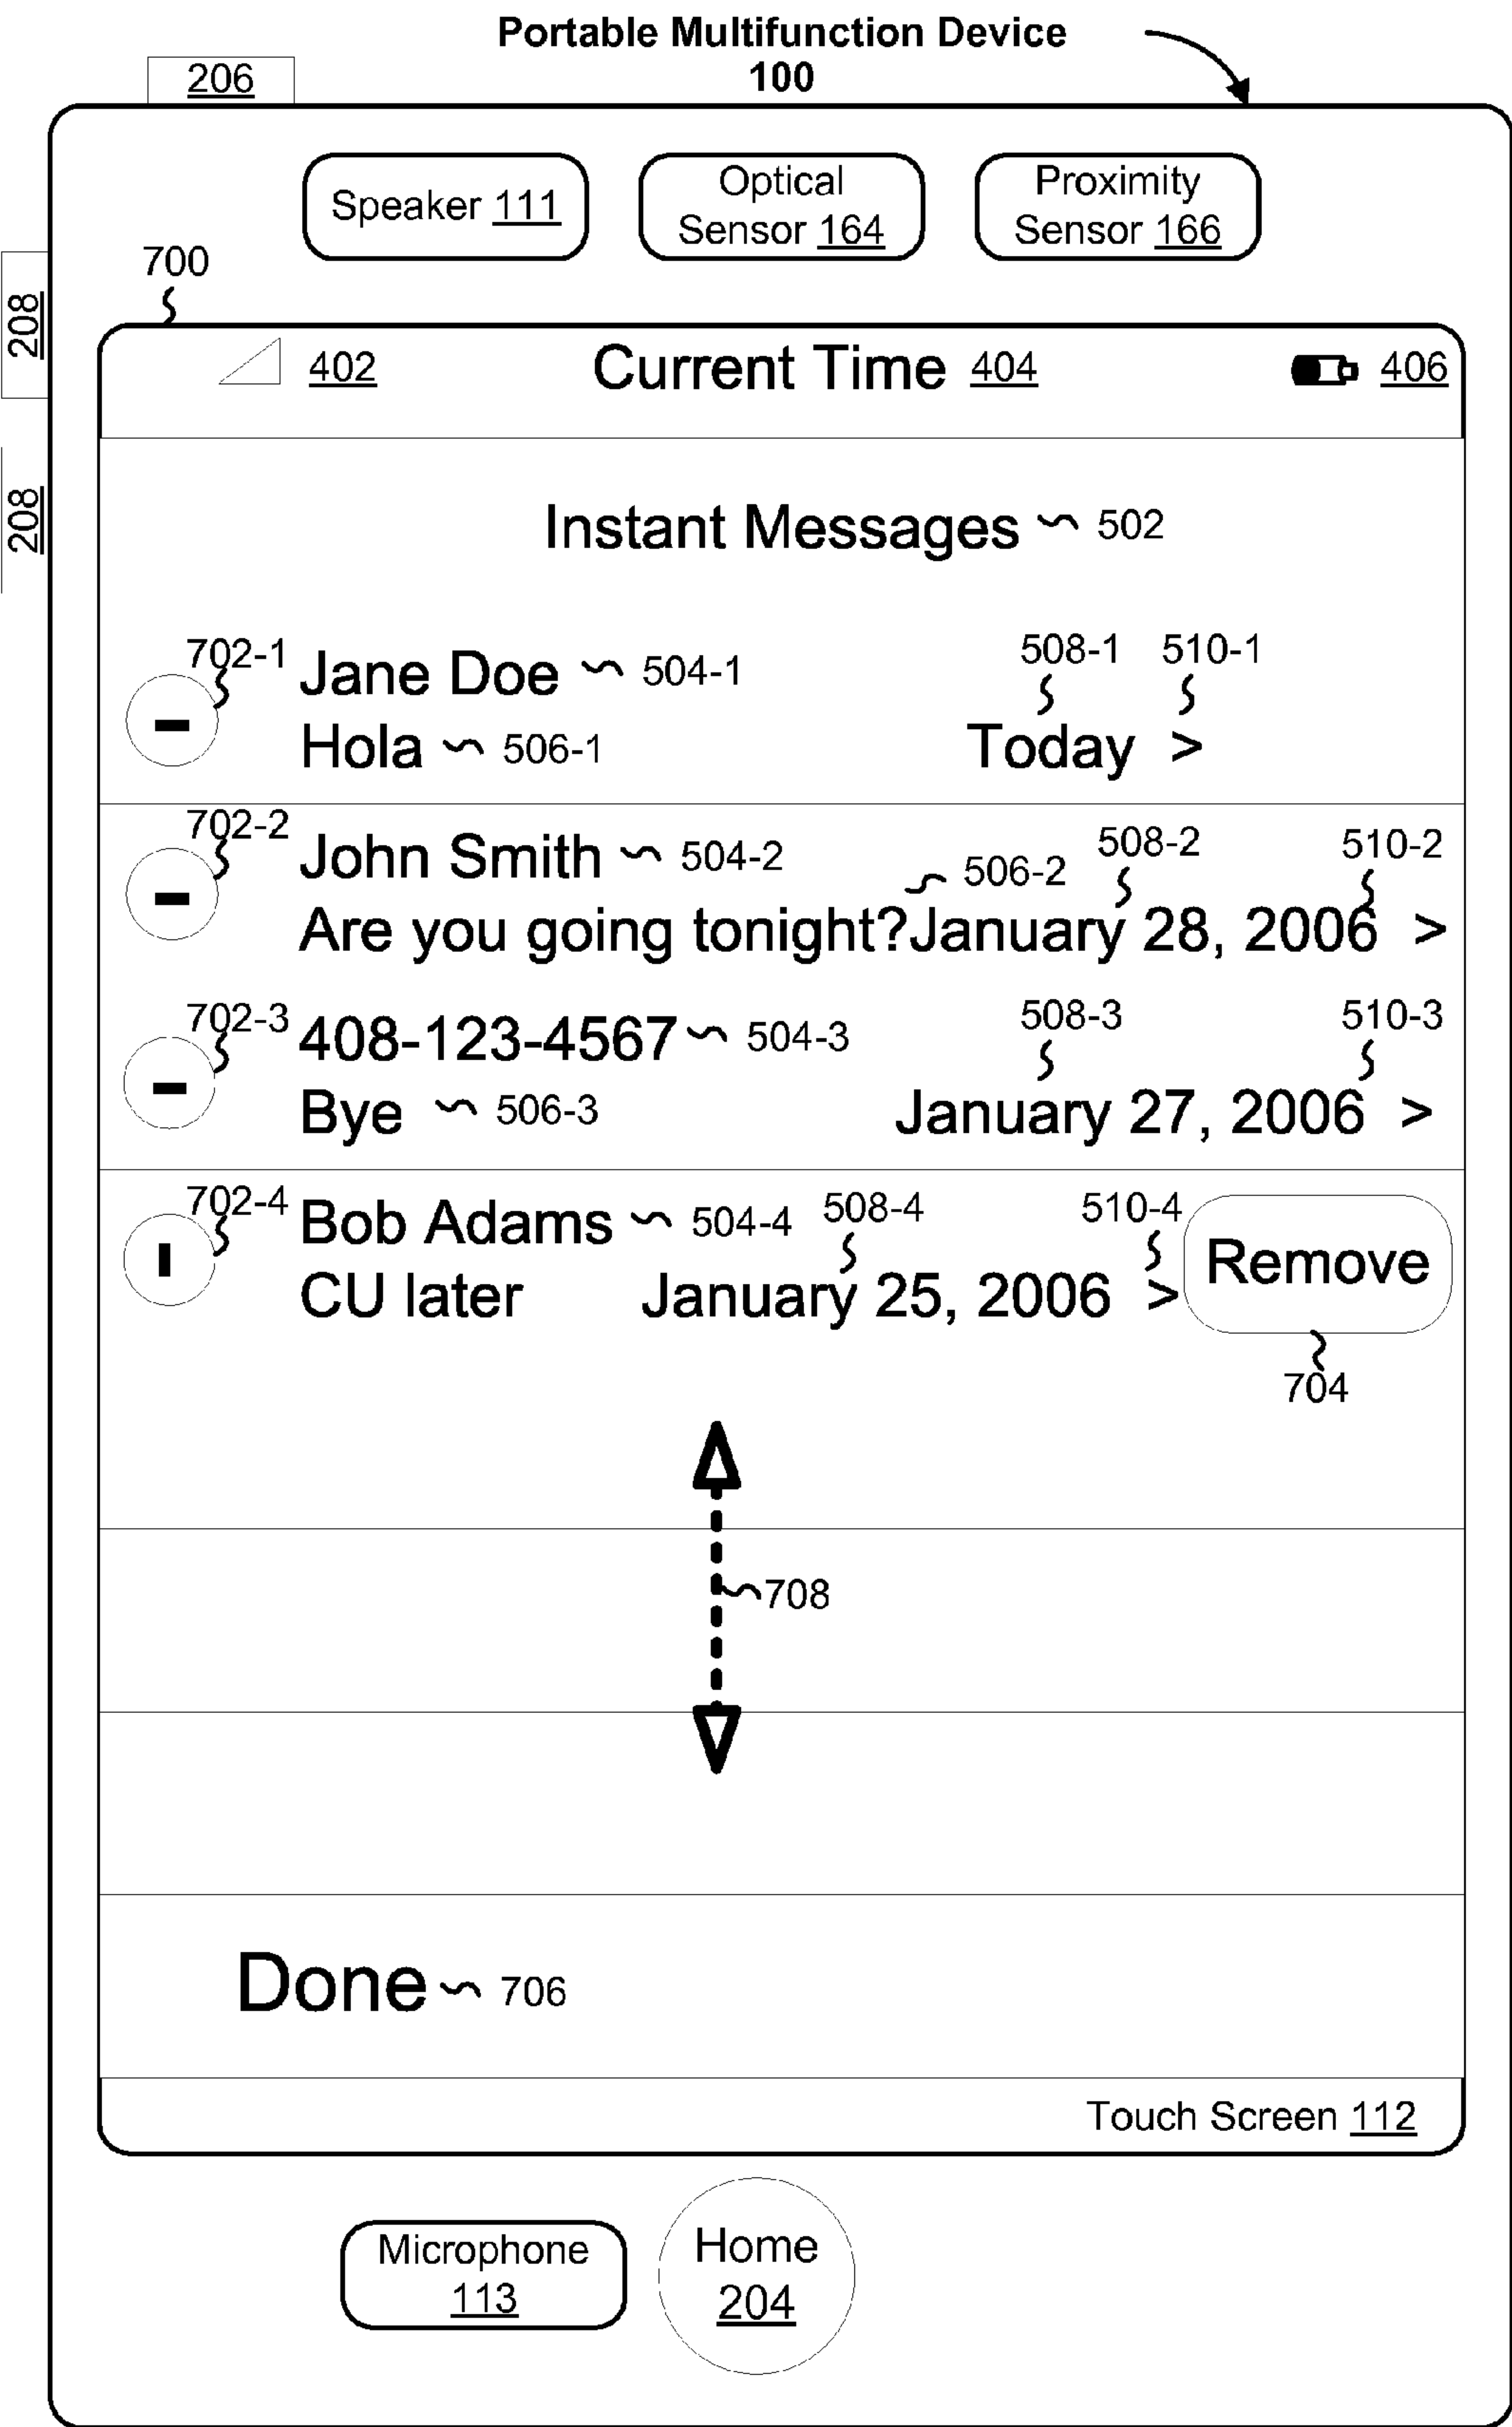 Portable Multifunction Device
100
206
Speaker 111
Optical
Sensor 164
Proximity
Sensor 166
700
208
208
402
Current Time 404
406
Instant Messages 502
702-1
Jane Doe 504-1
508-1 510-1
Hola 506-1
Today >
702-2
John Smith 504-2
506-2
508-2
510-2
Are you going tonight? January 28, 2006 >
702-3
408-123-4567 504-3
508-3
510-3
Bye 506-3
January 27, 2006 >
702-4
Bob Adams 504-4
508-4
510-4
Remove
CU later January 25, 2006 >
704
708
Done 706
Touch Screen 112
Microphone
113
Home
204